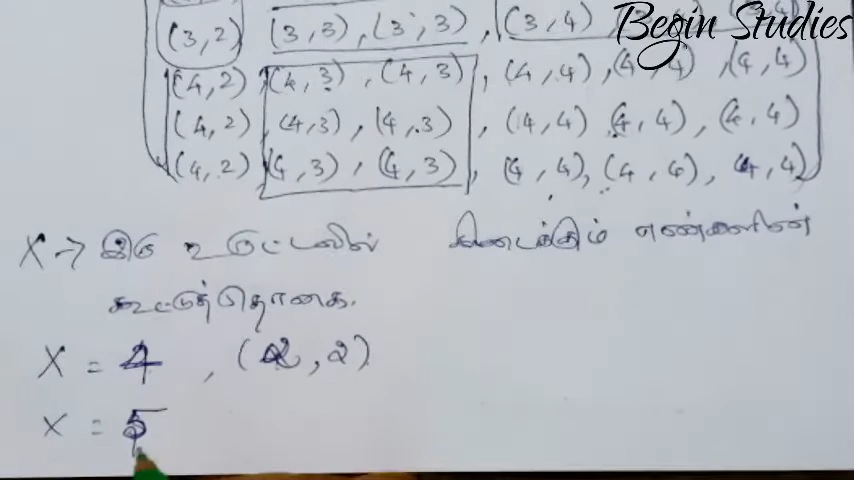 Begin Studies
(3,2) (3,3), (3,3), (3,4)
(4,2), (4,3), (4,3), (4,4), (4,4), (4,4)
(4,2), (4,3), (4,3), (4,4) (4,4), (4,4)
(4,2), (4,3), (4,3), (4,4), (4,4), (4,4)
X → இரு உருட்டலில் கிடைக்கும் எண்களின்
கூட்டுத்தொகை.
X = 4, (2,2)
X = 5